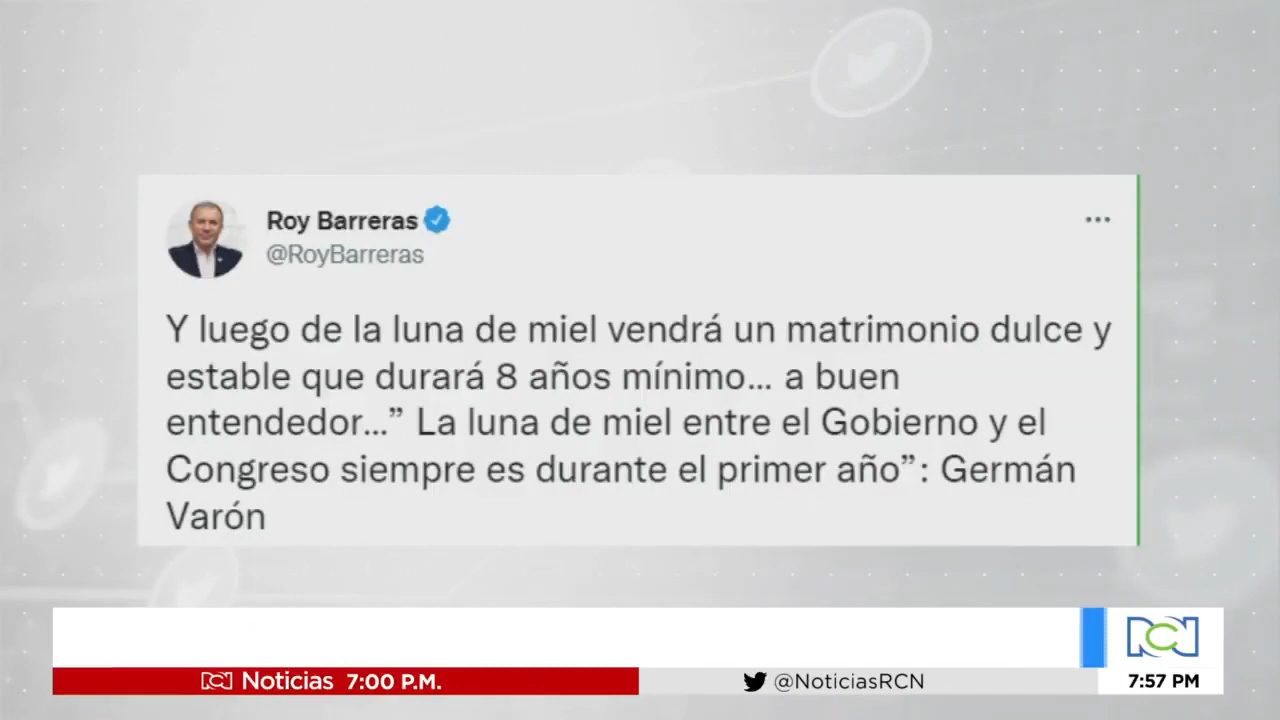 Roy Barreras
@RoyBarreras
Y luego de la luna de miel vendrá un matrimonio dulce y
estable que durará 8 años mínimo... a buen
entendedor...” La luna de miel entre el Gobierno y el
Congreso siempre es durante el primer año”: Germán
Varón
RCN
RCN Noticias 7:00 P.M.
@NoticiasRCN
7:57 PM